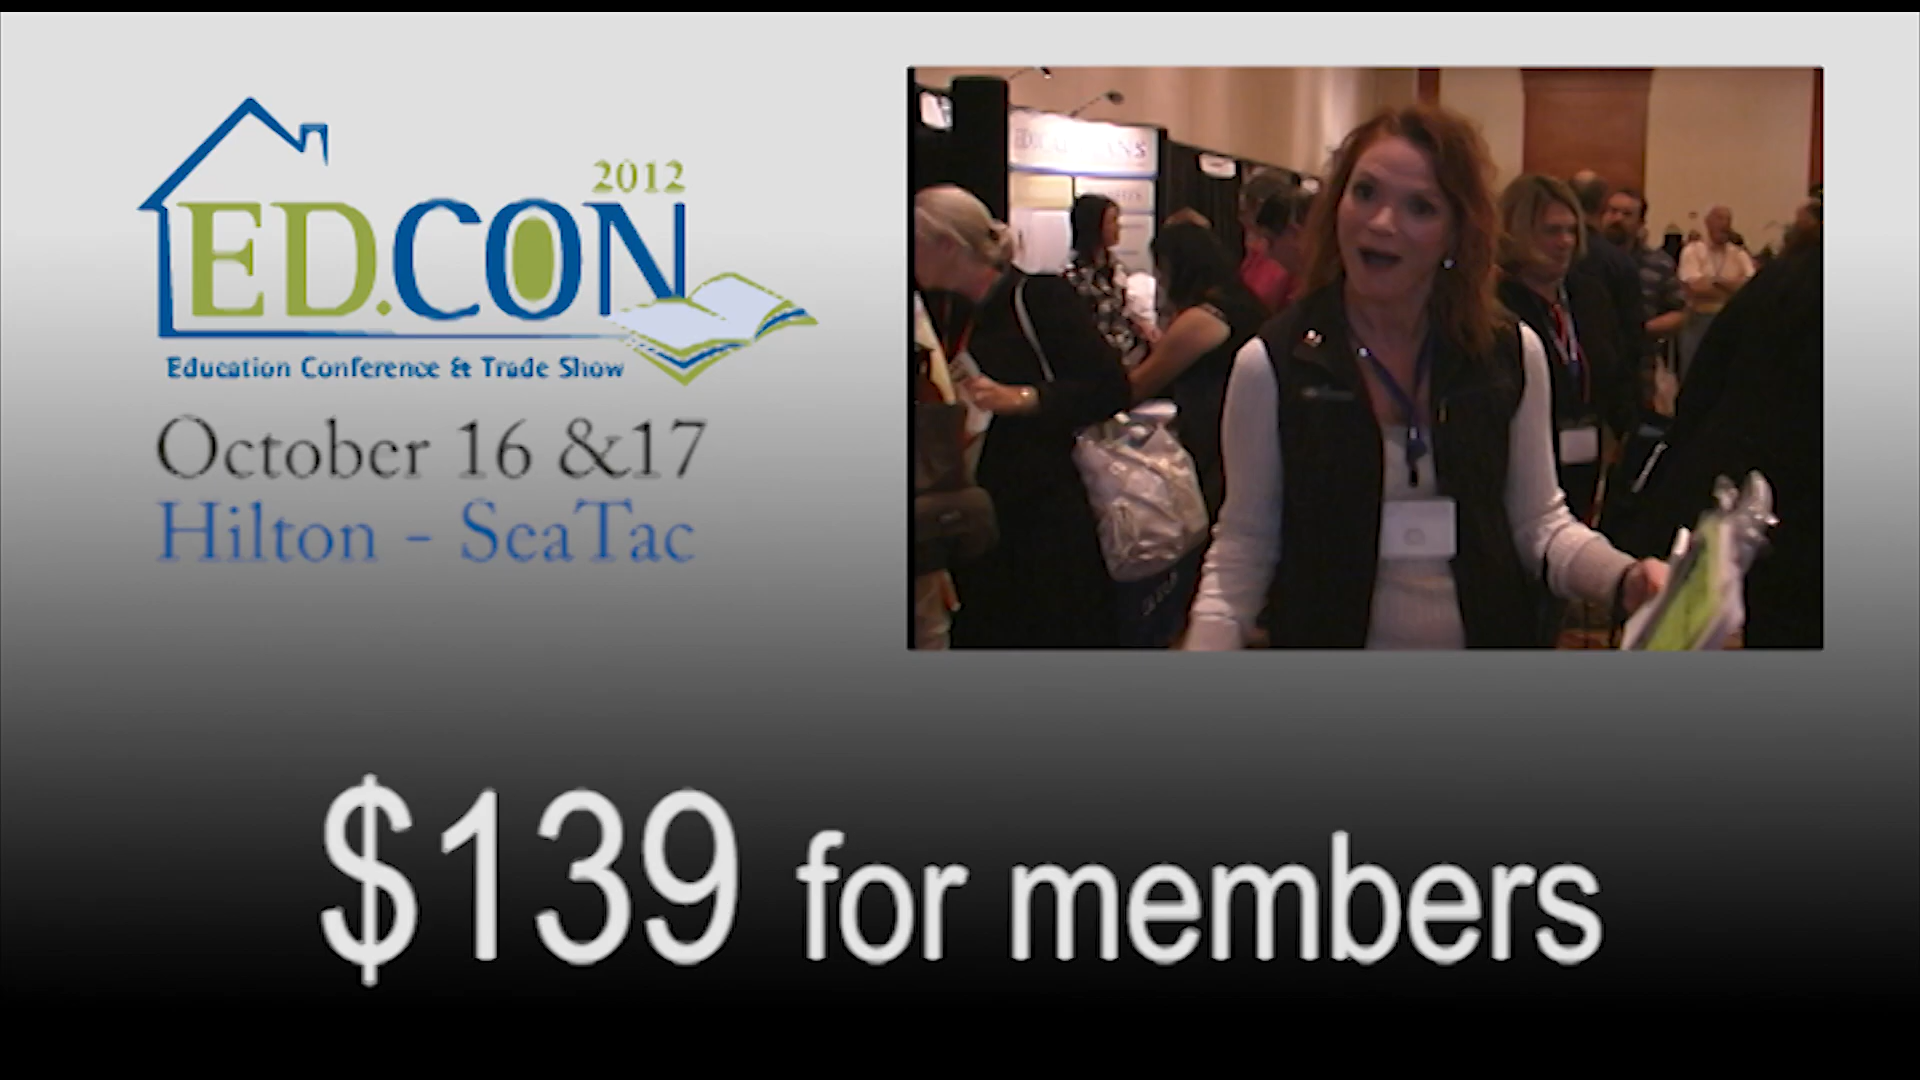 2012
ED.CON
Education Conference & Trade Show
October 16 &17
Hilton - SeaTac
$139 for members